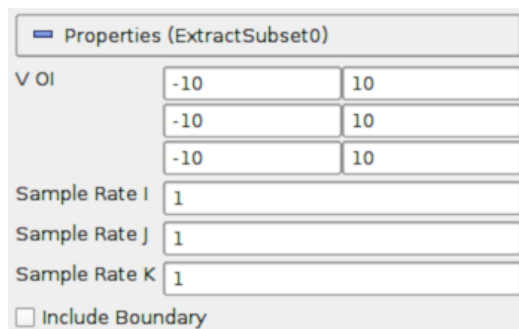 Properties (ExtractSubset0)
V OI -10 10
-10 10
-10 10
Sample Rate I 1
Sample Rate J 1
Sample Rate K 1
Include Boundary